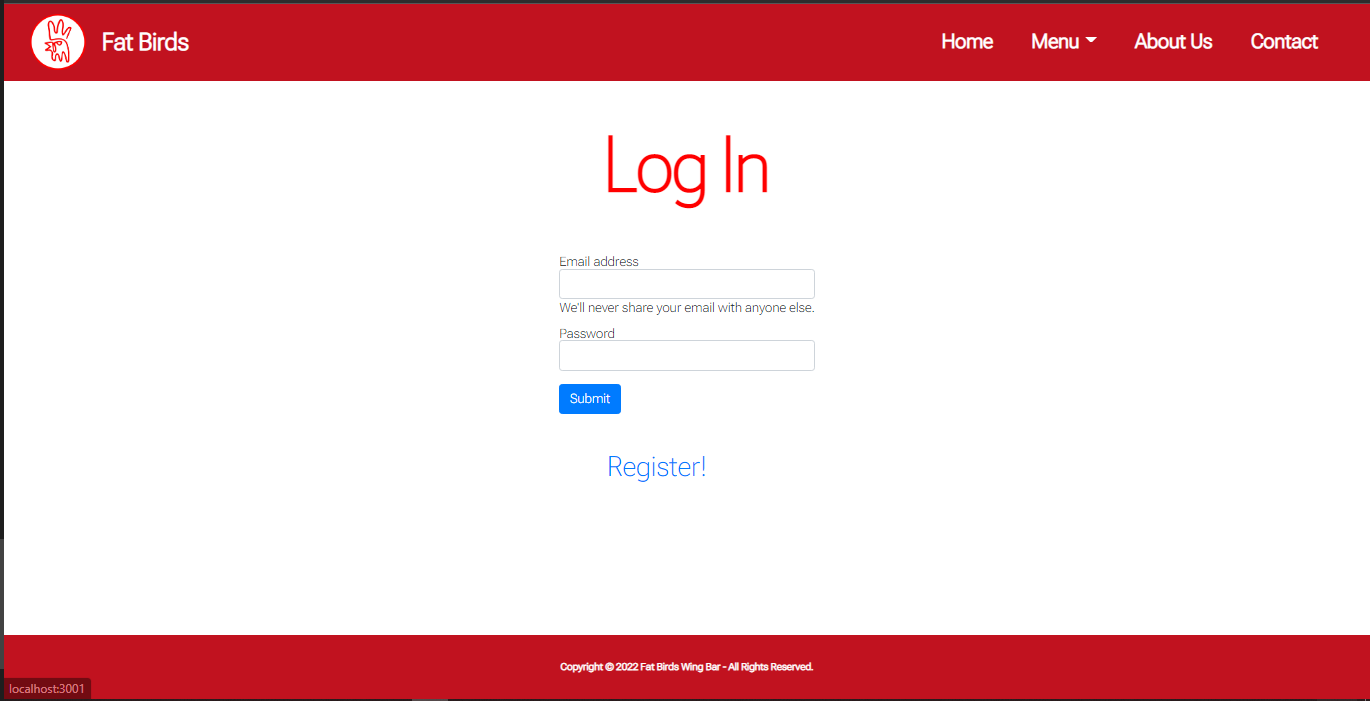 Fat Birds
Home Menu About Us Contact
Log In
Email address
We'll never share your email with anyone else.
Password
Submit
Register!
Copyright © 2022 Fat Birds Wing Bar - All Rights Reserved.
localhost:3001